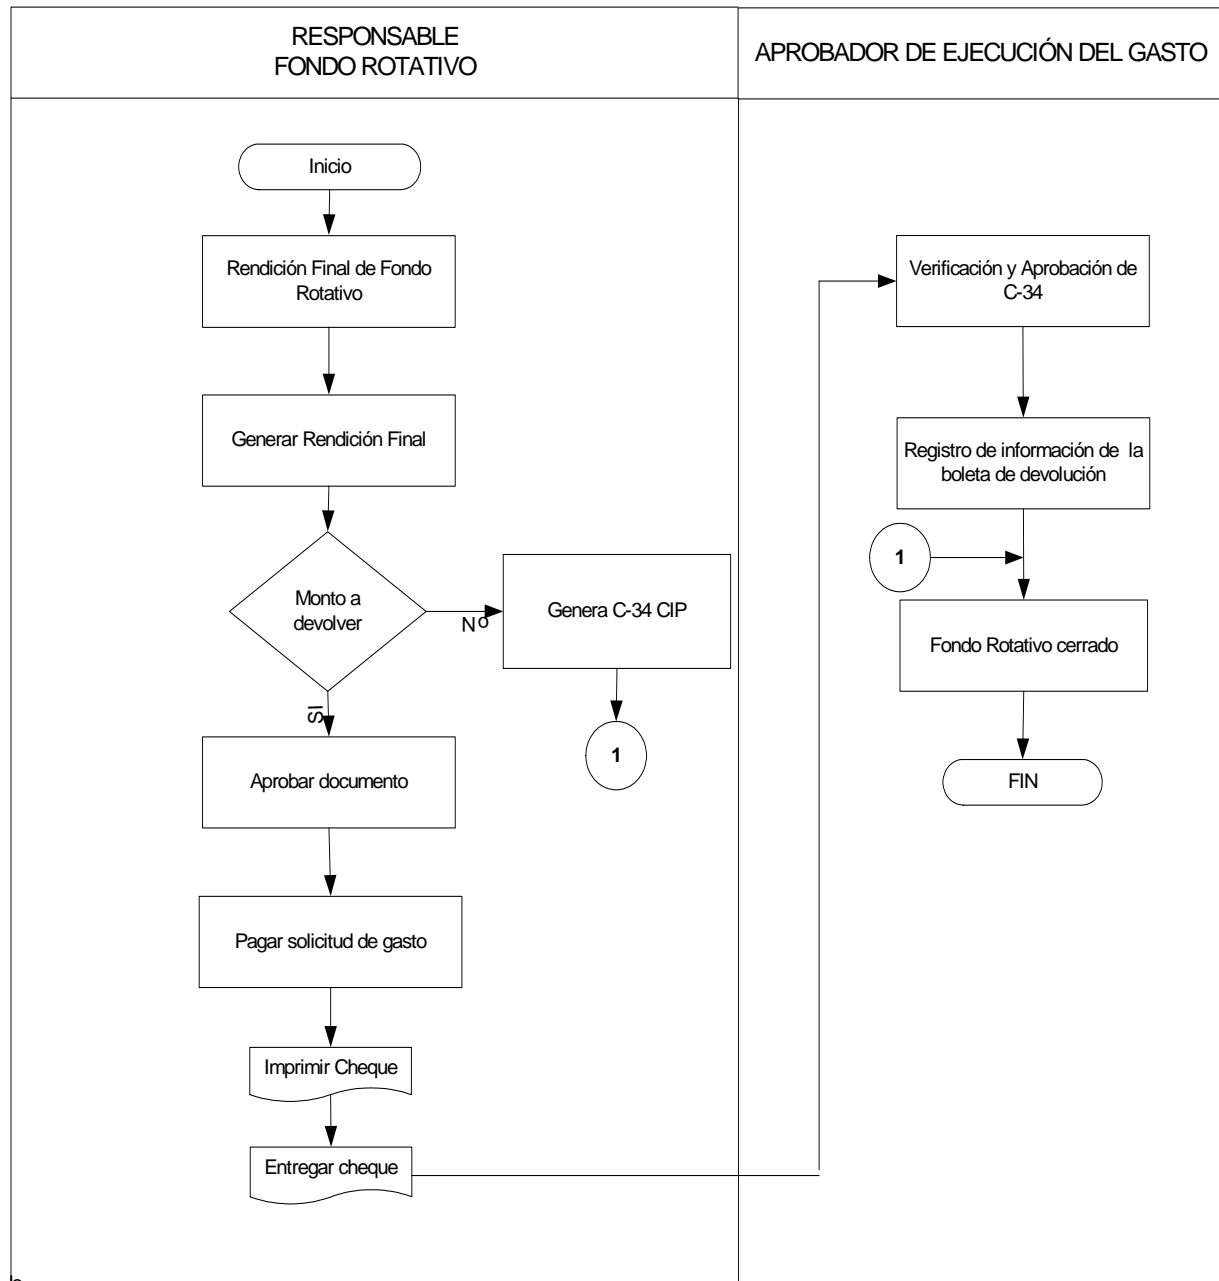 RESPONSABLE
FONDO ROTATIVO
APROBADOR DE EJECUCIÓN DEL GASTO
Inicio
Rendición Final de Fondo
Rotativo
Generar Rendición Final
Monto a
devolver
No
Genera C-34 CIP
1
SI
Aprobar documento
Pagar solicitud de gasto
Imprimir Cheque
Entregar cheque
Verificación y Aprobación de
C-34
Registro de información de la
boleta de devolución
1
Fondo Rotativo cerrado
FIN